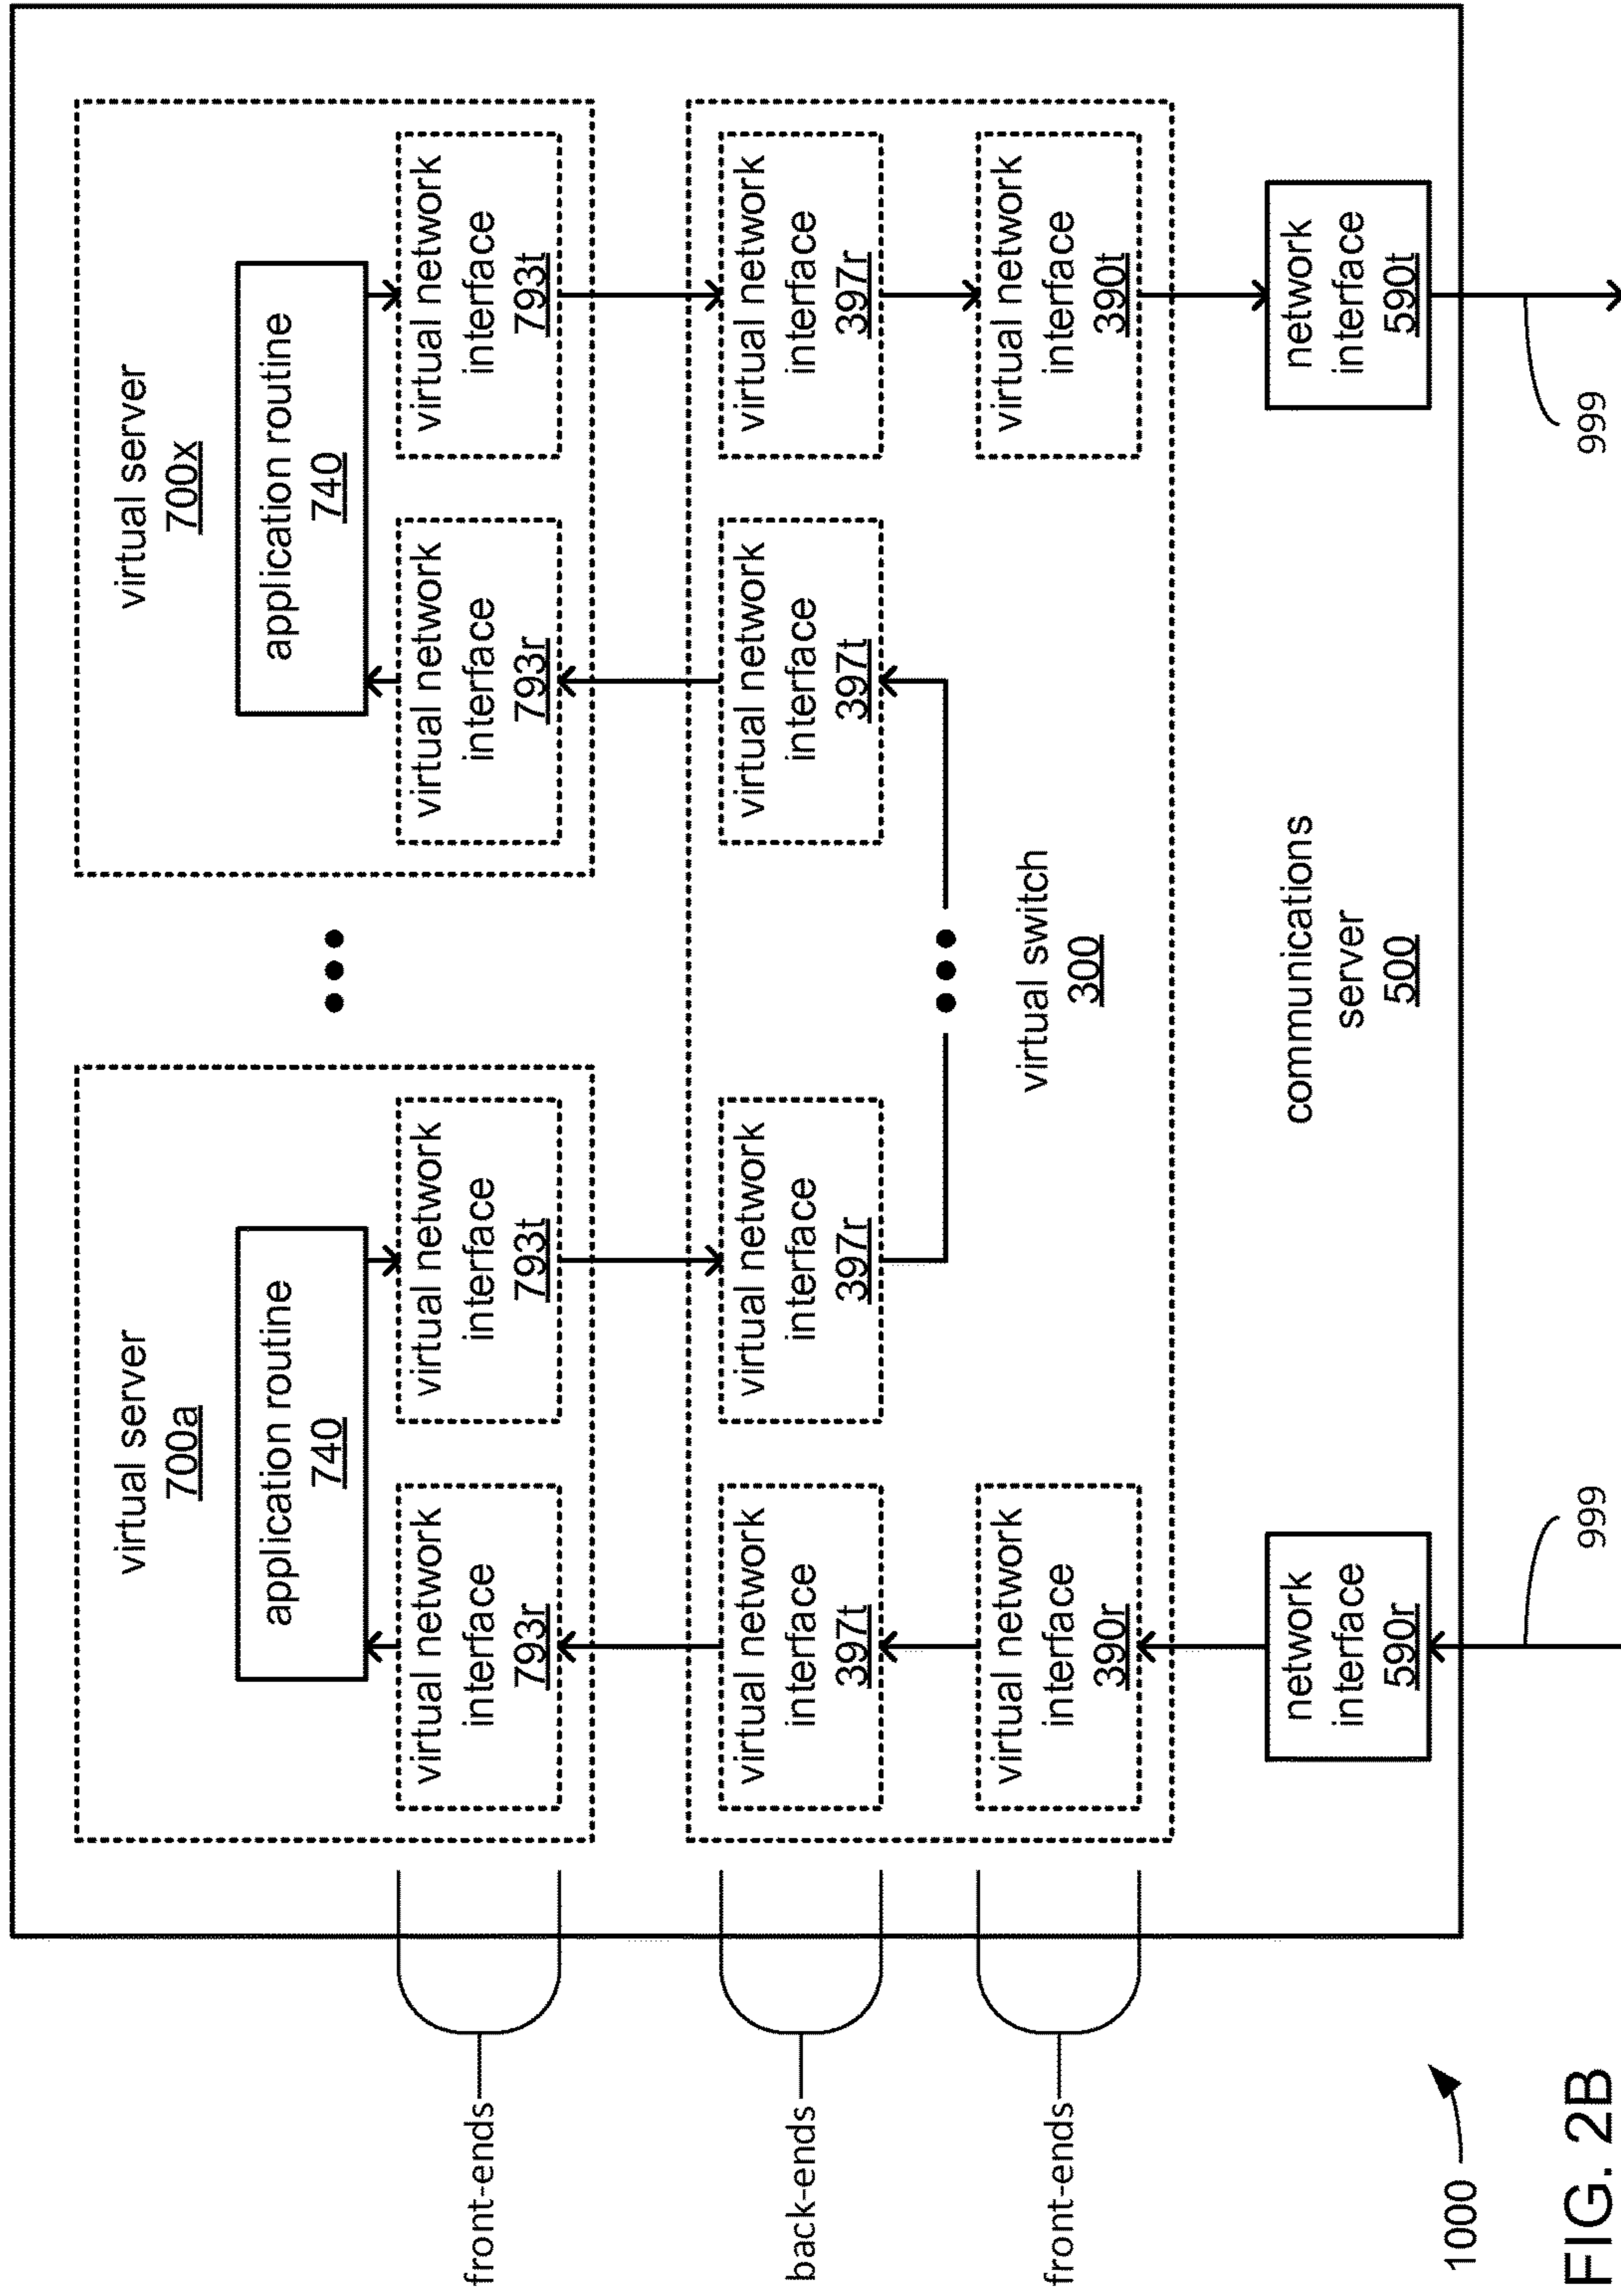 virtual server
700a
application routine
740
virtual network
interface
793r
virtual network
interface
793t
virtual server
700x
application routine
740
virtual network
interface
793r
virtual network
interface
793t
front-ends
virtual network
interface
397t
virtual network
interface
397r
virtual network
interface
397t
virtual network
interface
397r
back-ends
virtual network
interface
390r
virtual switch
300
virtual network
interface
390t
front-ends
network
interface
590r
communications
server
500
network
interface
590t
1000
999
999
FIG. 2B